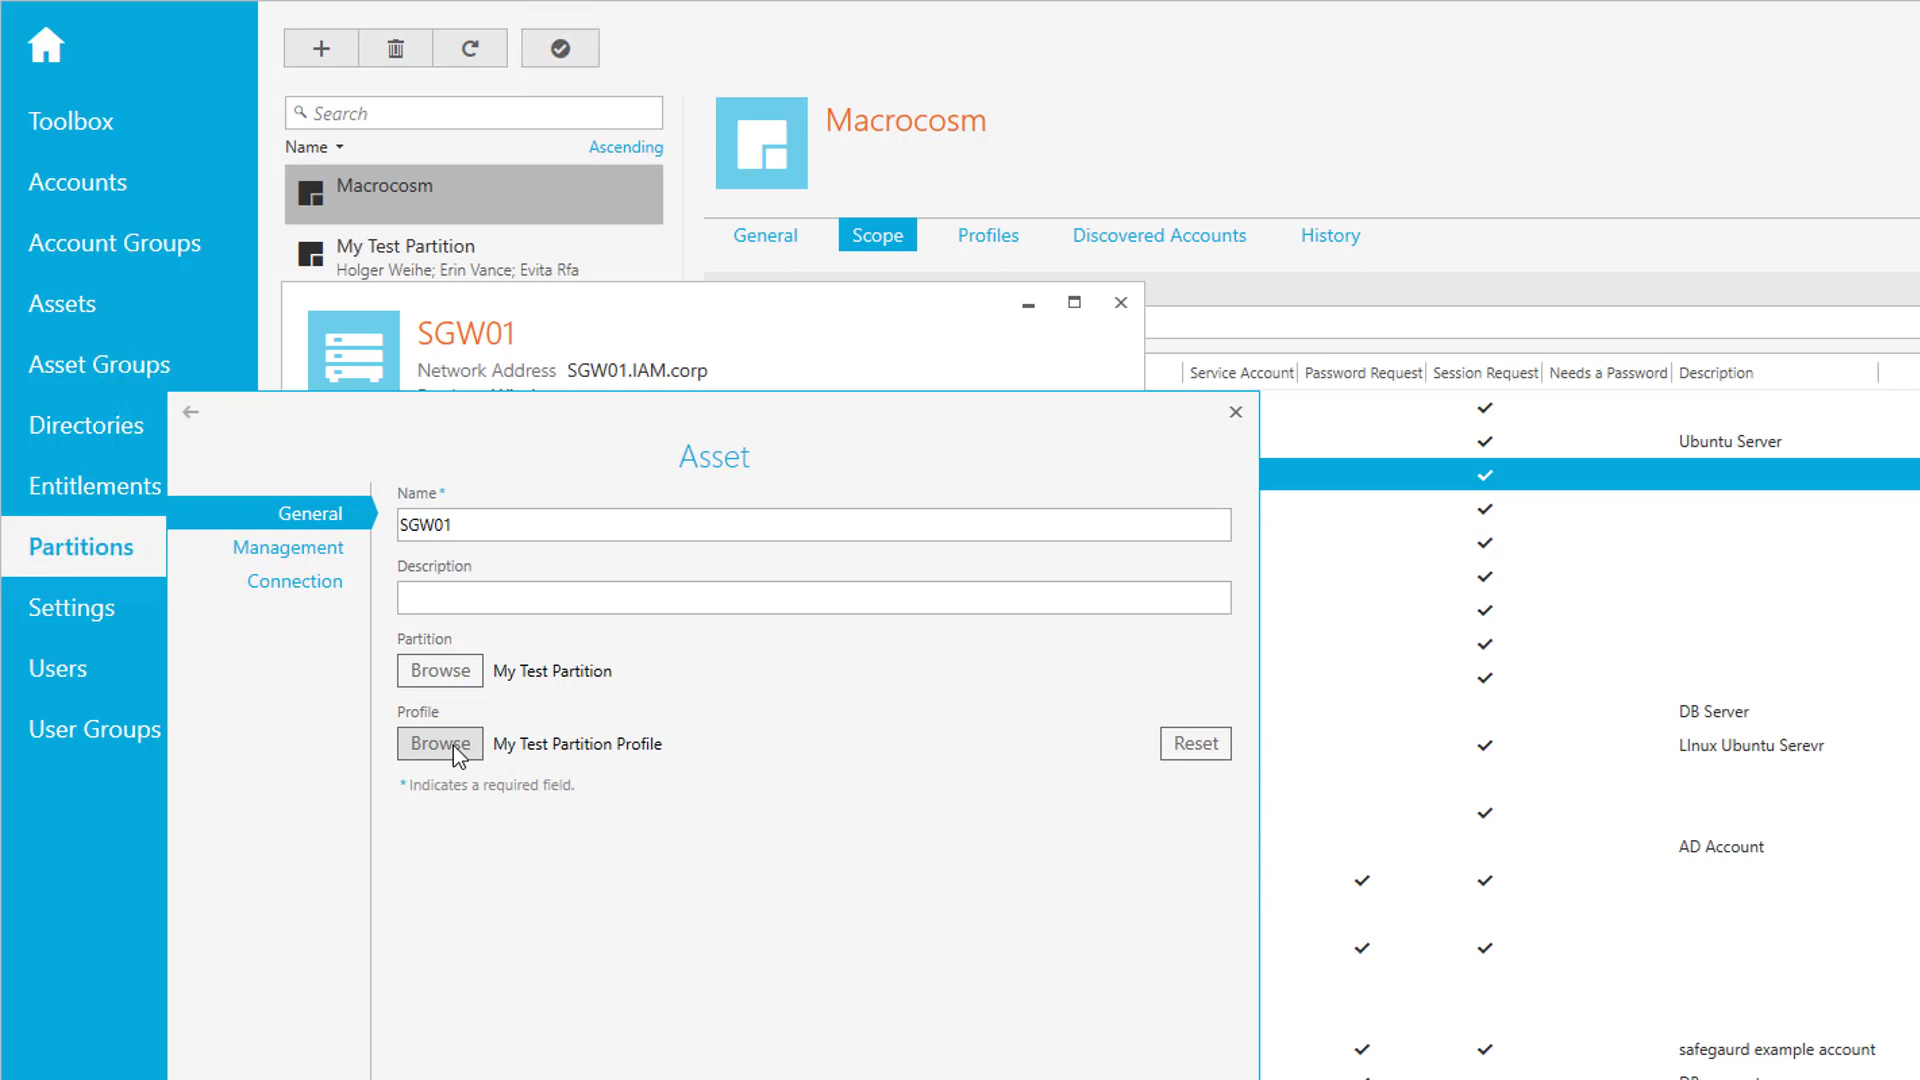 Toolbox
Accounts
Account Groups
Assets
Asset Groups
Directories
Entitlements
Partitions
Settings
Users
User Groups
Search
Name
Ascending
Macrocosm
My Test Partition
Holger Weihe; Erin Vance; Evita Rfa
Macrocosm
General
Scope
Profiles
Discovered Accounts
History
SGW01
Network Address SGW01.IAM.corp
Service Account
Password Request
Session Request
Needs a Password
Description
Ubuntu Server
DB Server
LInux Ubuntu Serevr
AD Account
safegaurd example account
Asset
General
Management
Connection
Name*
SGW01
Description
Partition
Browse My Test Partition
Profile
Browse My Test Partition Profile
Reset
* Indicates a required field.